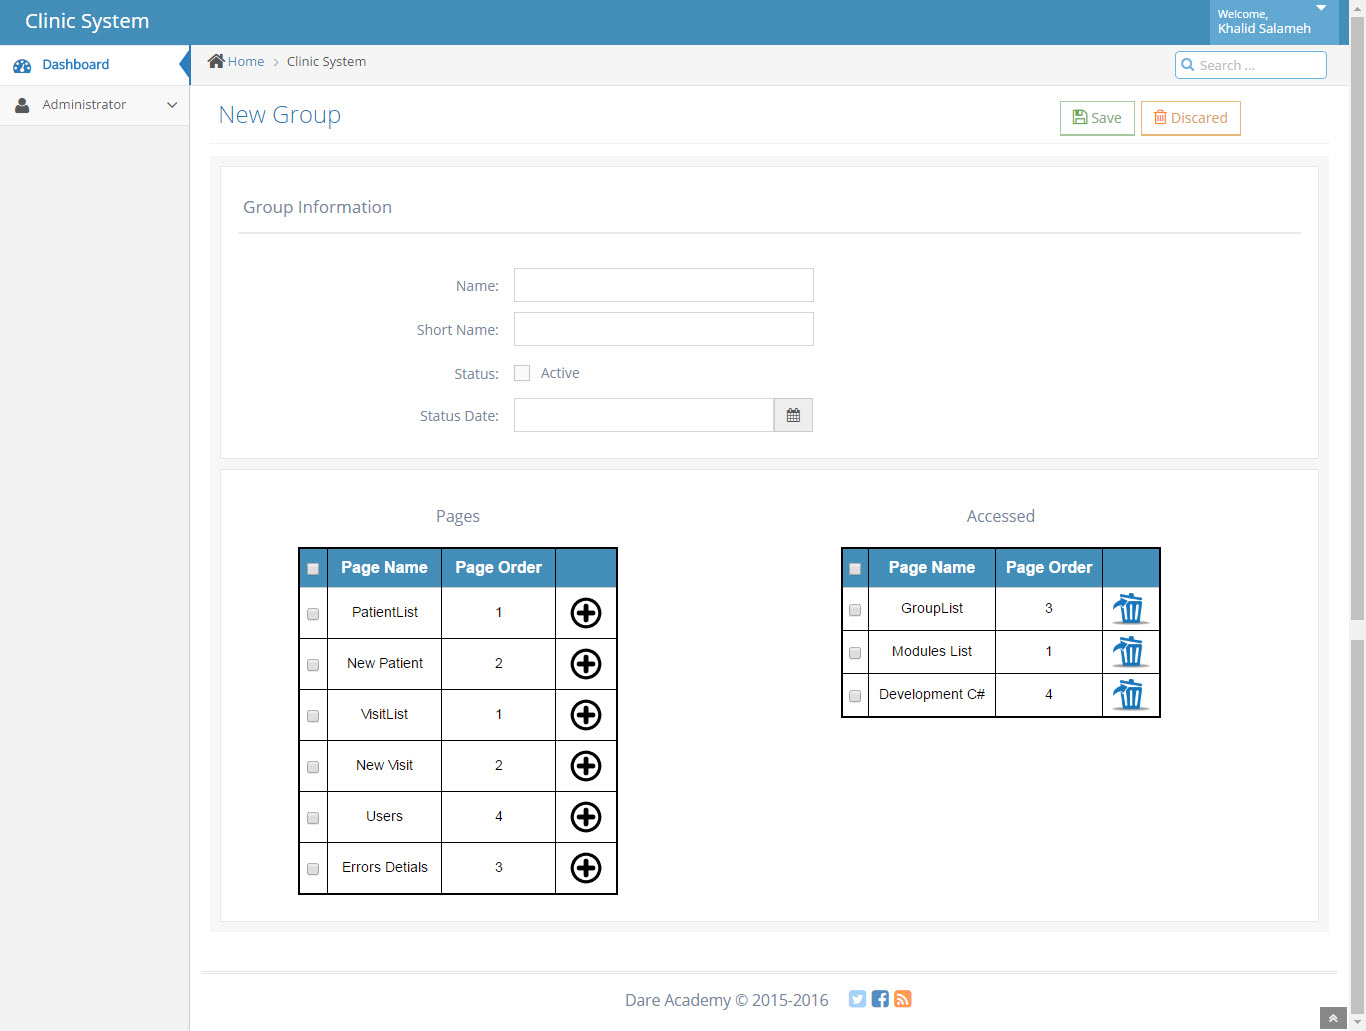 Clinic System
Welcome,
Khalid Salameh
Dashboard
Administrator
Home > Clinic System
Search ...
New Group
Save
Discared
Group Information
Name:
Short Name:
Status: Active
Status Date:
Pages
Page Name Page Order
PatientList 1
New Patient 2
VisitList 1
New Visit 2
Users 4
Errors Detials 3
Accessed
Page Name Page Order
GroupList 3
Modules List 1
Development C# 4
Dare Academy © 2015-2016